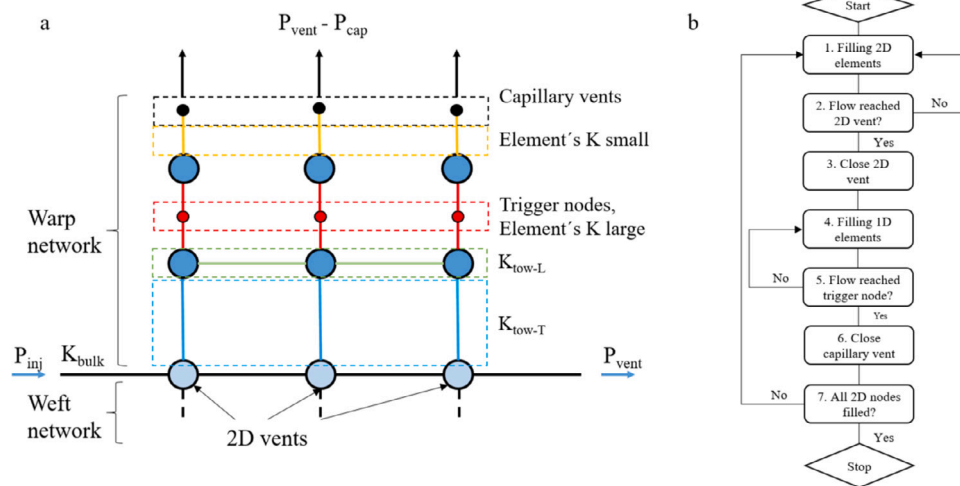 a
P_vent - P_cap
Capillary vents
Element´s K small
Trigger nodes,
Element´s K large
Warp
network
K_tow-L
K_tow-T
P_inj
K_bulk
P_vent
Weft
network
2D vents
b
Start
1. Filling 2D
elements
2. Flow reached
2D vent?
No
Yes
3. Close 2D
vent
4. Filling 1D
elements
5. Flow reached
trigger node?
No
Yes
6. Close
capillary vent
7. All 2D nodes
filled?
No
Yes
Stop